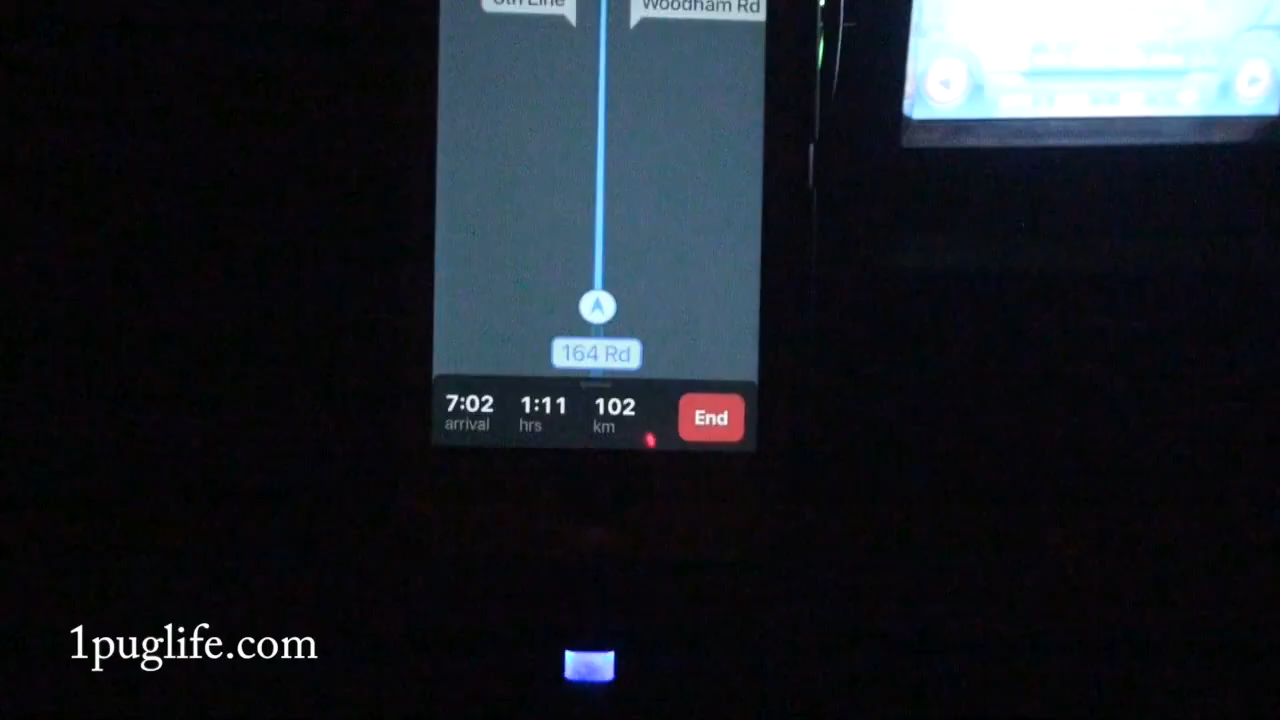 Woodham Rd
164 Rd
7:02 1:11 102
arrival hrs km
End
1puglife.com